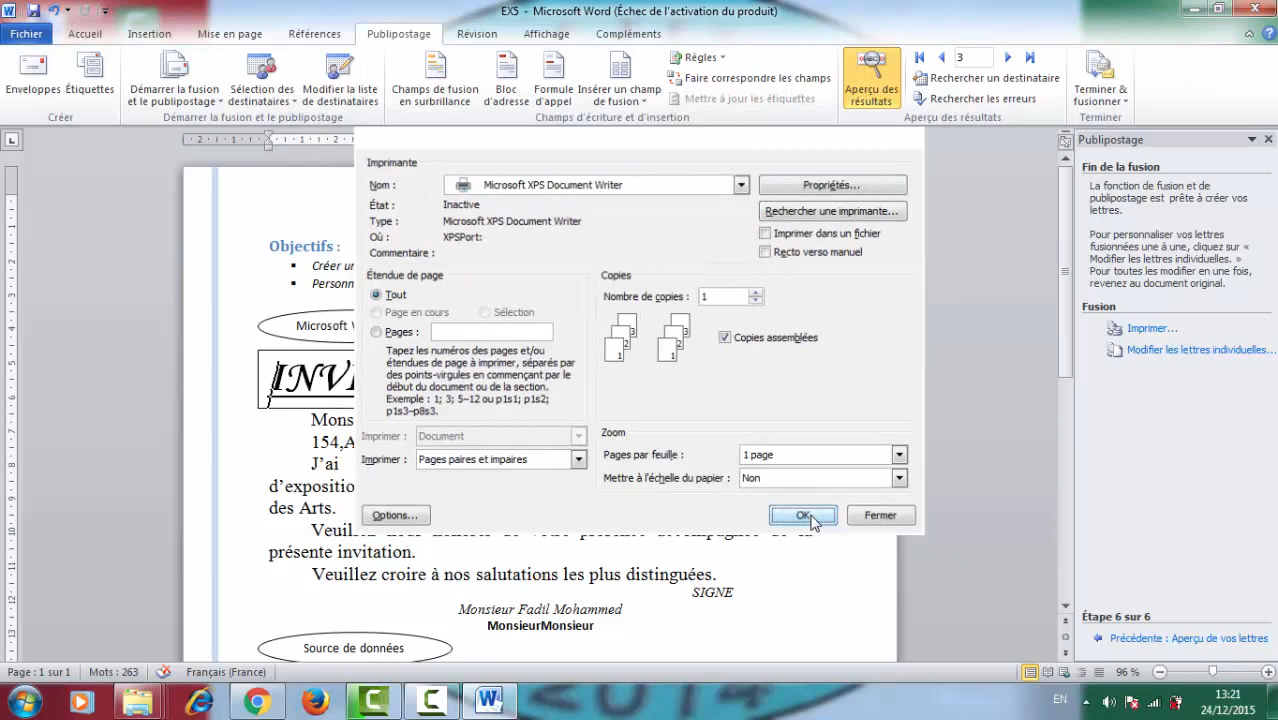 EX5 - Microsoft Word (Échec de l'activation du produit)
Fichier
Accueil
Insertion
Mise en page
Références
Publipostage
Révision
Affichage
Compléments
Enveloppes
Étiquettes
Créer
Démarrer la fusion et le publipostage
Sélection des destinataires
Modifier la liste de destinataires
Démarrer la fusion et le publipostage
Champs de fusion en surbrillance
Bloc d'adresse
Formule d'appel
Insérer un champ de fusion
Règles
Faire correspondre les champs
Mettre à jour les étiquettes
Champs d'écriture et d'insertion
Aperçu des résultats
3
Rechercher un destinataire
Rechercher les erreurs
Aperçu des résultats
Terminer & fusionner
Terminer
Objectifs :
Créer un
Personn
Microsoft W
INV
Mons
154,A
J'ai
d'expositio
des Arts.
présente invitation.
Veuillez croire à nos salutations les plus distinguées.
SIGNE
Monsieur Fadil Mohammed
MonsieurMonsieur
Source de données
Imprimante
Nom :
Microsoft XPS Document Writer
Propriétés...
État :
Inactive
Type :
Microsoft XPS Document Writer
Rechercher une imprimante...
Où :
XPSPort:
Imprimer dans un fichier
Commentaire :
Recto verso manuel
Étendue de page
Tout
Page en cours
Sélection
Pages :
Tapez les numéros des pages et/ou
étendues de page à imprimer, séparés par
des points-virgules en commençant par le
début du document ou de la section.
Exemple : 1; 3; 5–12 ou p1s1; p1s2;
p1s3–p8s3.
Copies
Nombre de copies :
1
3
2
1
3
2
1
Copies assemblées
Imprimer :
Document
Imprimer :
Pages paires et impaires
Zoom
Pages par feuille :
1 page
Mettre à l'échelle du papier :
Non
Options...
OK
Fermer
Publipostage
Fin de la fusion
La fonction de fusion et de
publipostage est prête à créer vos
lettres.
Pour personnaliser vos lettres
fusionnées une à une, cliquez sur «
Modifier les lettres individuelles. »
Pour toutes les modifier en une fois,
revenez au document original.
Fusion
Imprimer...
Modifier les lettres individuelles...
Étape 6 sur 6
Précédente : Aperçu de vos lettres
Page : 1 sur 1
Mots : 263
Français (France)
96 %
EN
13:21
24/12/2015
2014